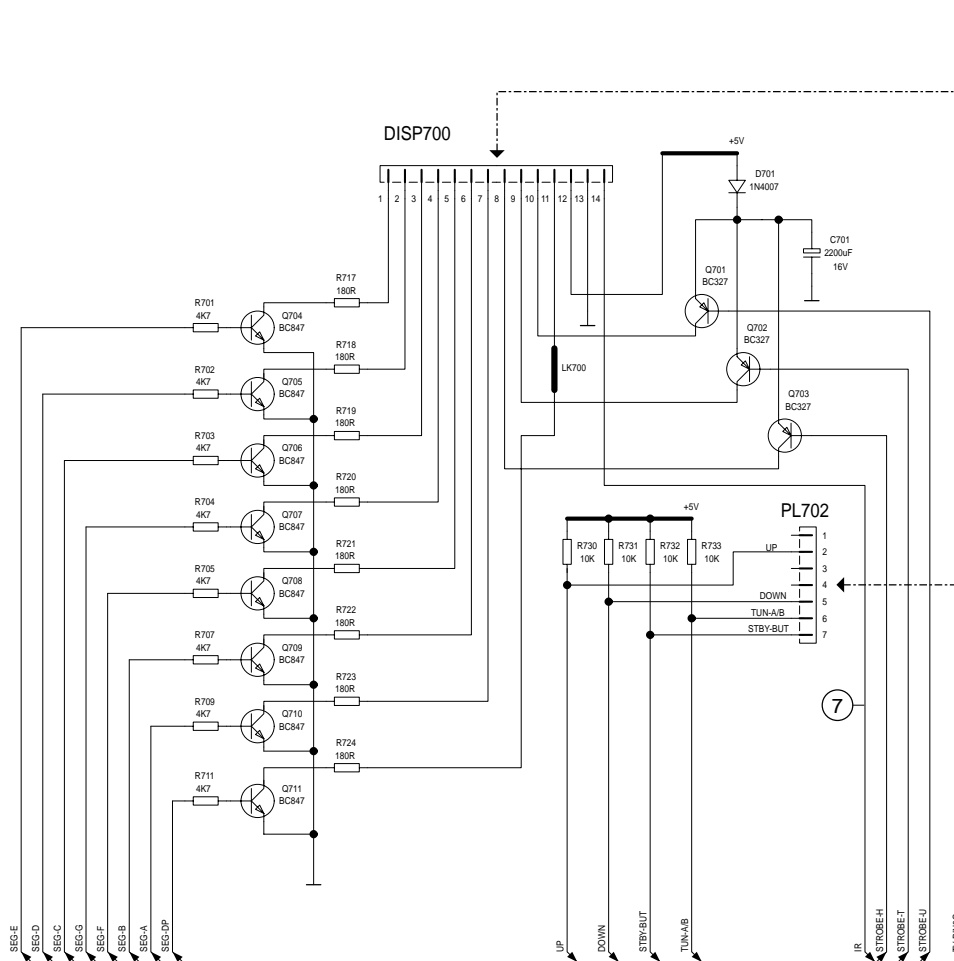 DISP700
1 2 3 4 5 6 7 8 9 10 11 12 13 14
+5V
D701
1N4007
C701
2200uF
16V
Q701
BC327
Q702
BC327
Q703
BC327
LK700
R717
180R
R701
4K7
Q704
BC847
R718
180R
R702
4K7
Q705
BC847
R719
180R
R703
4K7
Q706
BC847
R720
180R
R704
4K7
Q707
BC847
R721
180R
R705
4K7
Q708
BC847
R722
180R
R707
4K7
Q709
BC847
R723
180R
R709
4K7
Q710
BC847
R724
180R
R711
4K7
Q711
BC847
+5V
R730
10K
R731
10K
R732
10K
R733
10K
PL702
1
UP 2
3
4
DOWN 5
TUN-A/B 6
STBY-BUT 7
7
SEG-E
SEG-D
SEG-C
SEG-G
SEG-F
SEG-B
SEG-A
SEG-DP
UP
DOWN
STBY-BUT
TUN-A/B
IR
STROBE-H
STROBE-T
STROBE-U